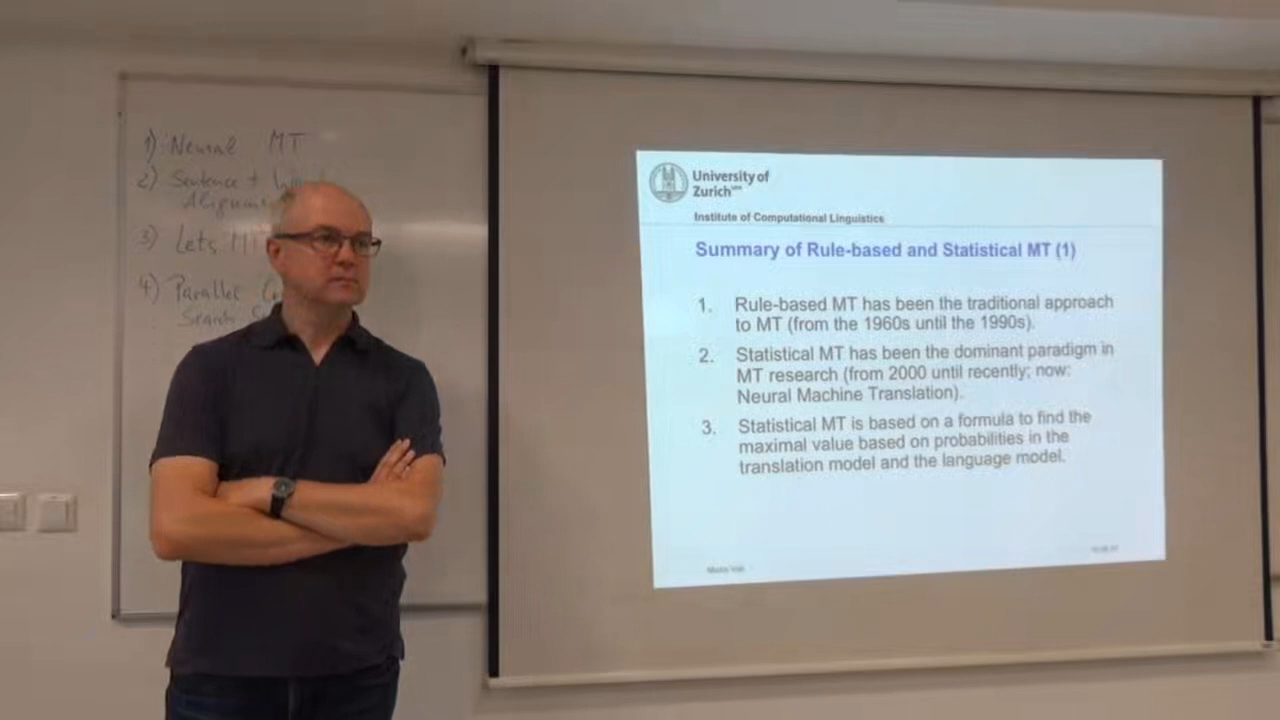 1) Neural MT
2) Sentence +
3) Lets MT
4) Parallel
University of
Zurich
Institute of Computational Linguistics
Summary of Rule-based and Statistical MT (1)
1. Rule-based MT has been the traditional approach
to MT (from the 1960s until the 1990s).
2. Statistical MT has been the dominant paradigm in
MT research (from 2000 until recently; now:
Neural Machine Translation).
3. Statistical MT is based on a formula to find the
maximal value based on probabilities in the
translation model and the language model.